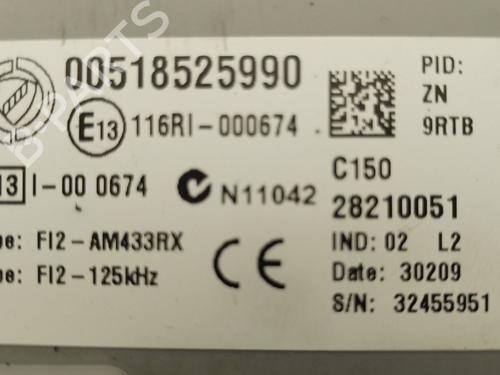 00518525990
E13 116RI-000674
13 I-00 0674
N11042
pe: FI2-AM433RX
pe: FI2-125kHz
CE
PID:
ZN
9RTB
C150
28210051
IND: 02 L2
Date: 30209
S/N: 32455951
B-PARTS